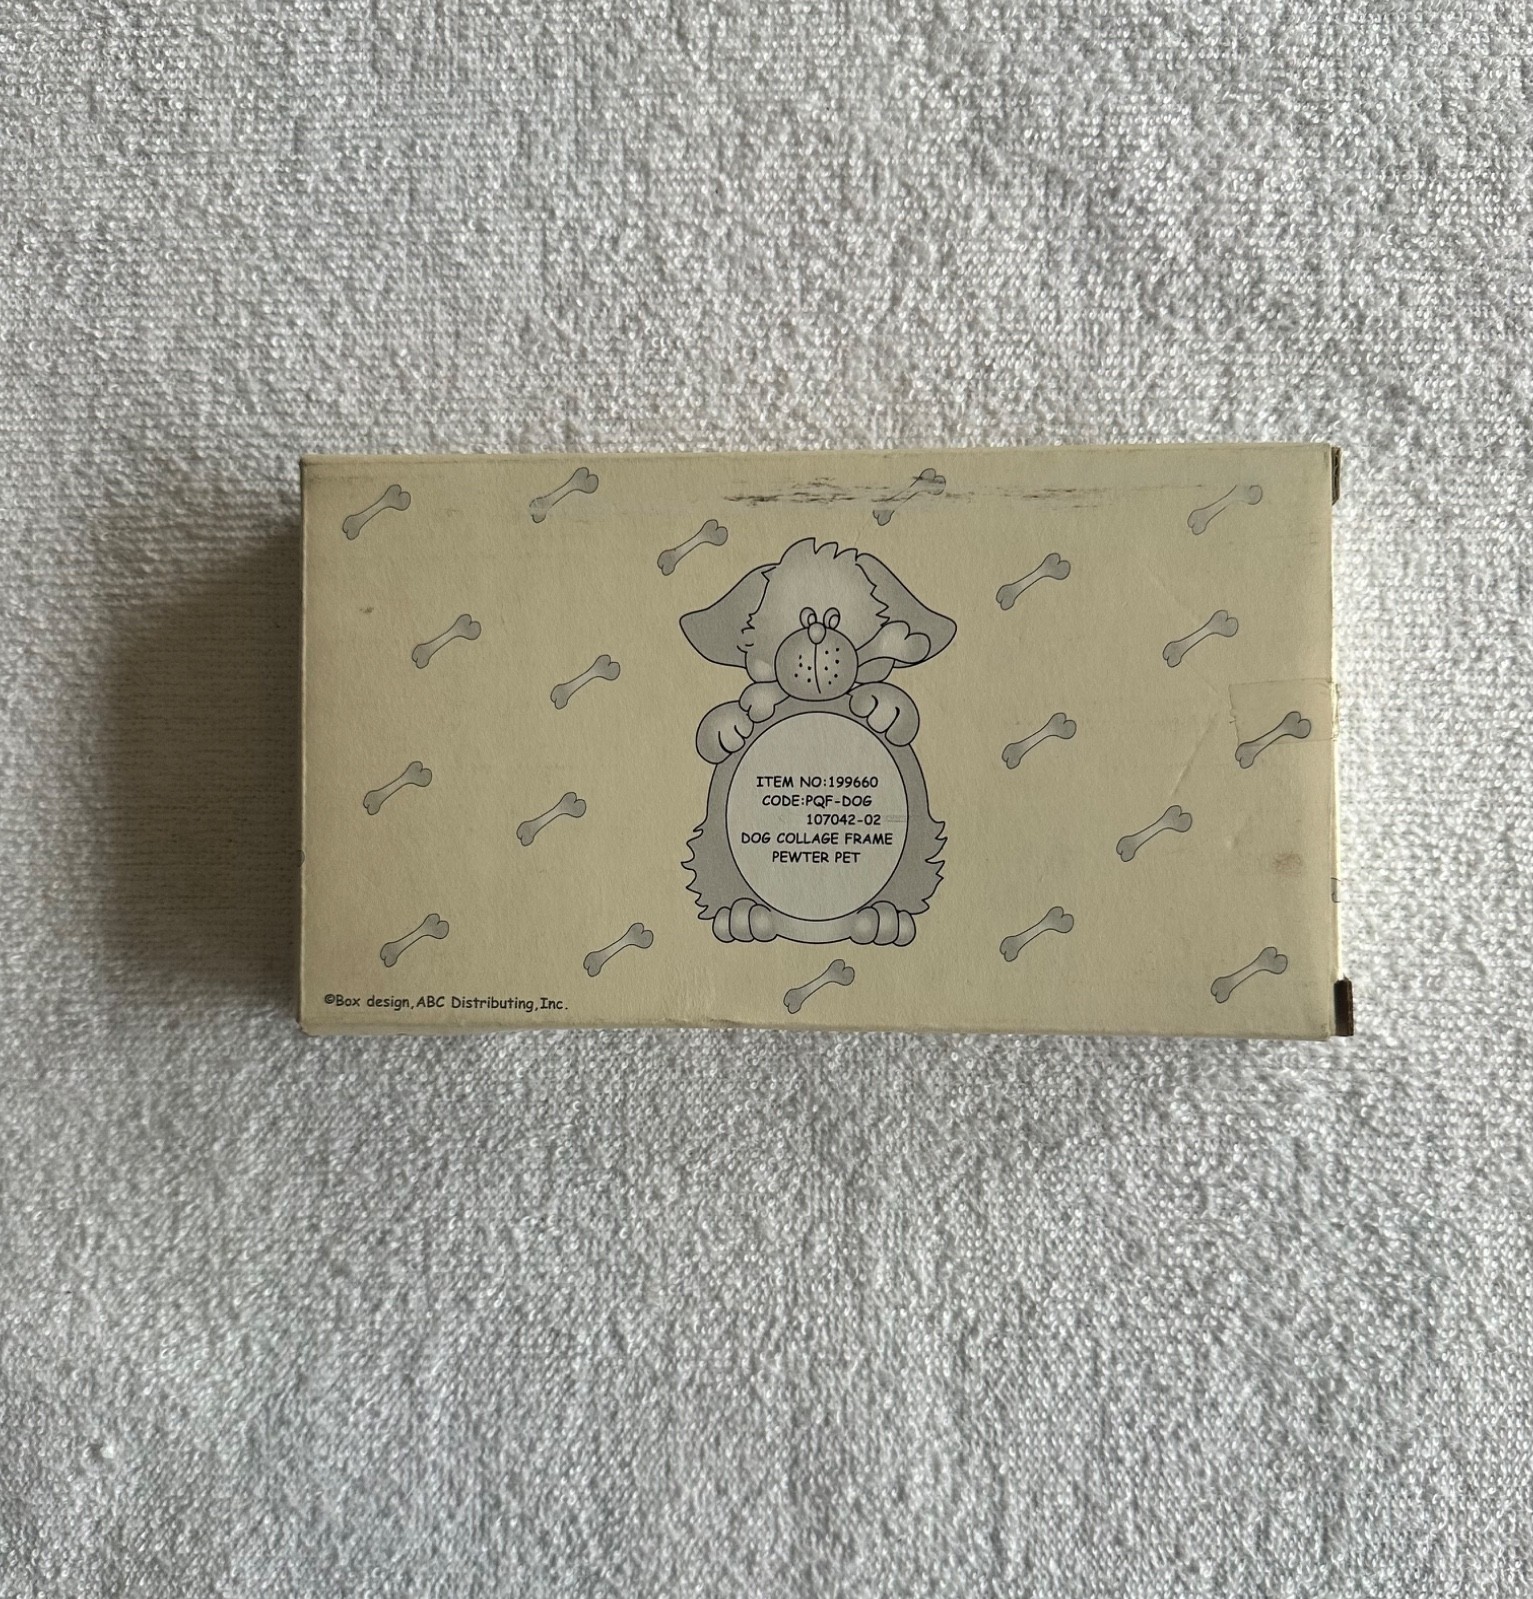 ITEM NO:199660
CODE:PQF-DOG
107042-02
DOG COLLAGE FRAME
PEWTER PET
©Box design,ABC Distributing,Inc.